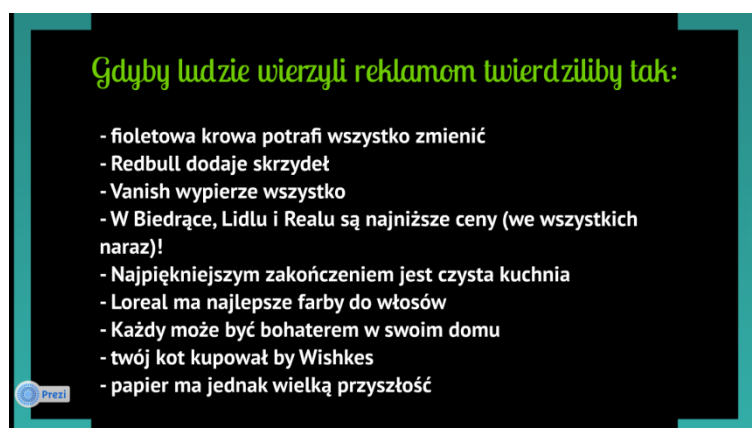 Gdyby ludzie wierzyli reklamom twierdziliby tak:
- fioletowa krowa potrafi wszystko zmienić
- Redbull dodaje skrzydeł
- Vanish wypierze wszystko
- W Biedrące, Lidlu i Realu są najniższe ceny (we wszystkich
naraz)!
- Najpiękniejszym zakończeniem jest czysta kuchnia
- Loreal ma najlepsze farby do włosów
- Każdy może być bohaterem w swoim domu
- twój kot kupował by Wishkes
- papier ma jednak wielką przyszłość
Prezi